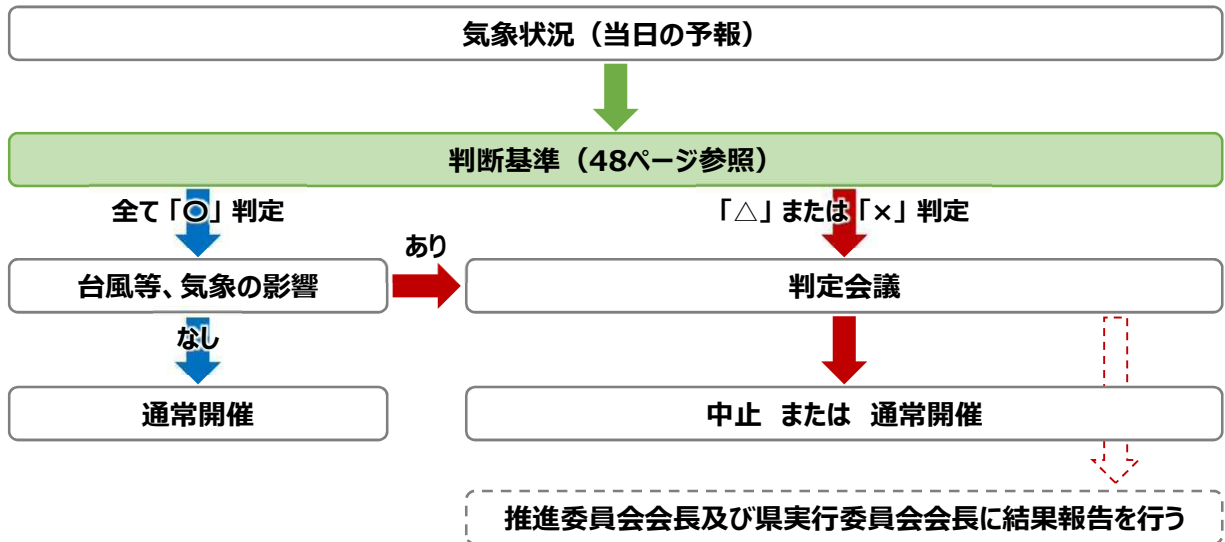 気象状況（当日の予報）
判断基準（48ページ参照）
全て「〇」判定
「△」または「×」判定
あり
台風等、気象の影響
判定会議
なし
通常開催
中止 または 通常開催
推進委員会会長及び県実行委員会会長に結果報告を行う